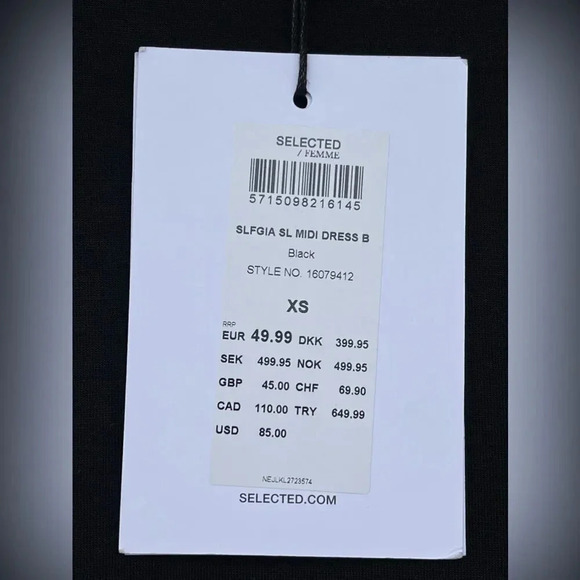 SELECTED
/ FEMME
5715098216145
SLFGIA SL MIDI DRESS B
Black
STYLE NO. 16079412
XS
RRP
EUR 49.99 DKK 399.95
SEK 499.95 NOK 499.95
GBP 45.00 CHF 69.90
CAD 110.00 TRY 649.99
USD 85.00
NEJLKL2723574
SELECTED.COM